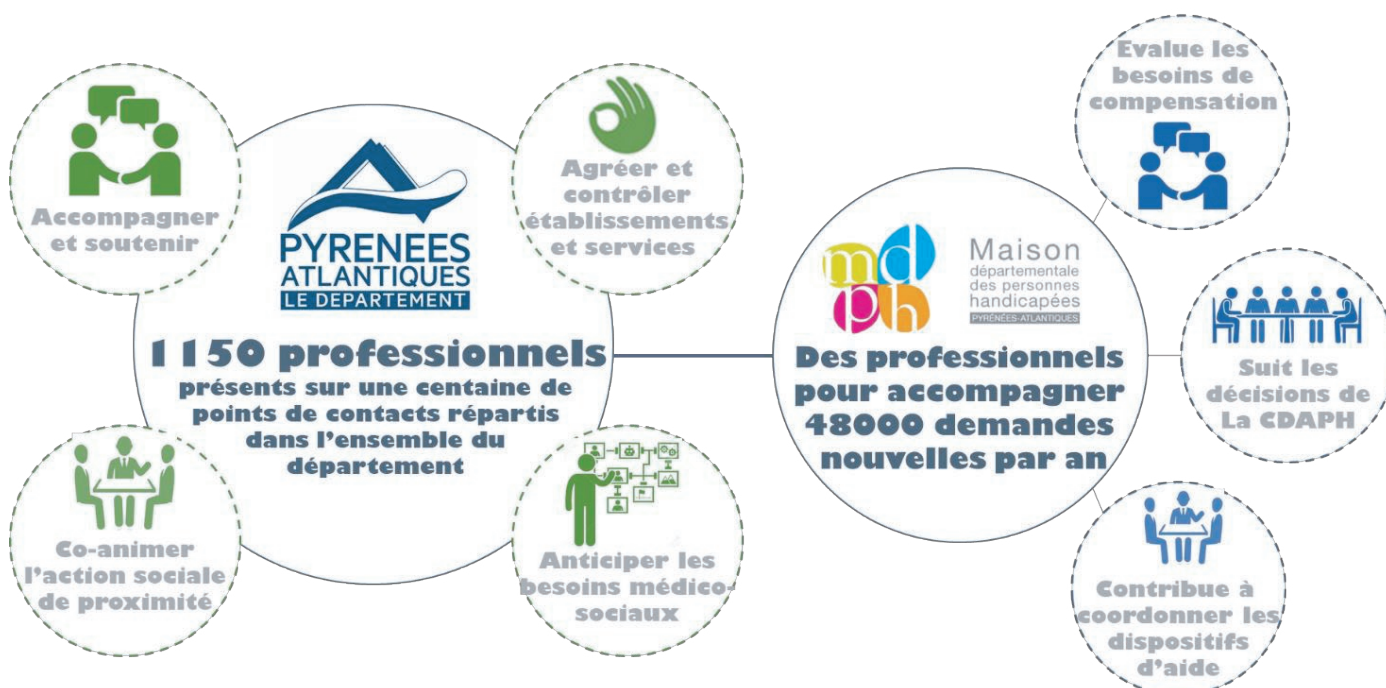 Accompagner
et soutenir
Agréer et
contrôler
établissements
et services
PYRENEES
ATLANTIQUES
LE DEPARTEMENT
1150 professionnels
présents sur une centaine de
points de contacts répartis
dans l'ensemble du
département
Co-animer
l'action sociale
de proximité
Anticiper les
besoins médico-
sociaux
mdph
Maison
départementale
des personnes
handicapées
PYRÉNÉES-ATLANTIQUES
Des professionnels
pour accompagner
48000 demandes
nouvelles par an
Evalue les
besoins de
compensation
Suit les
décisions de
La CDAPH
Contribue à
coordonner les
dispositifs
d'aide